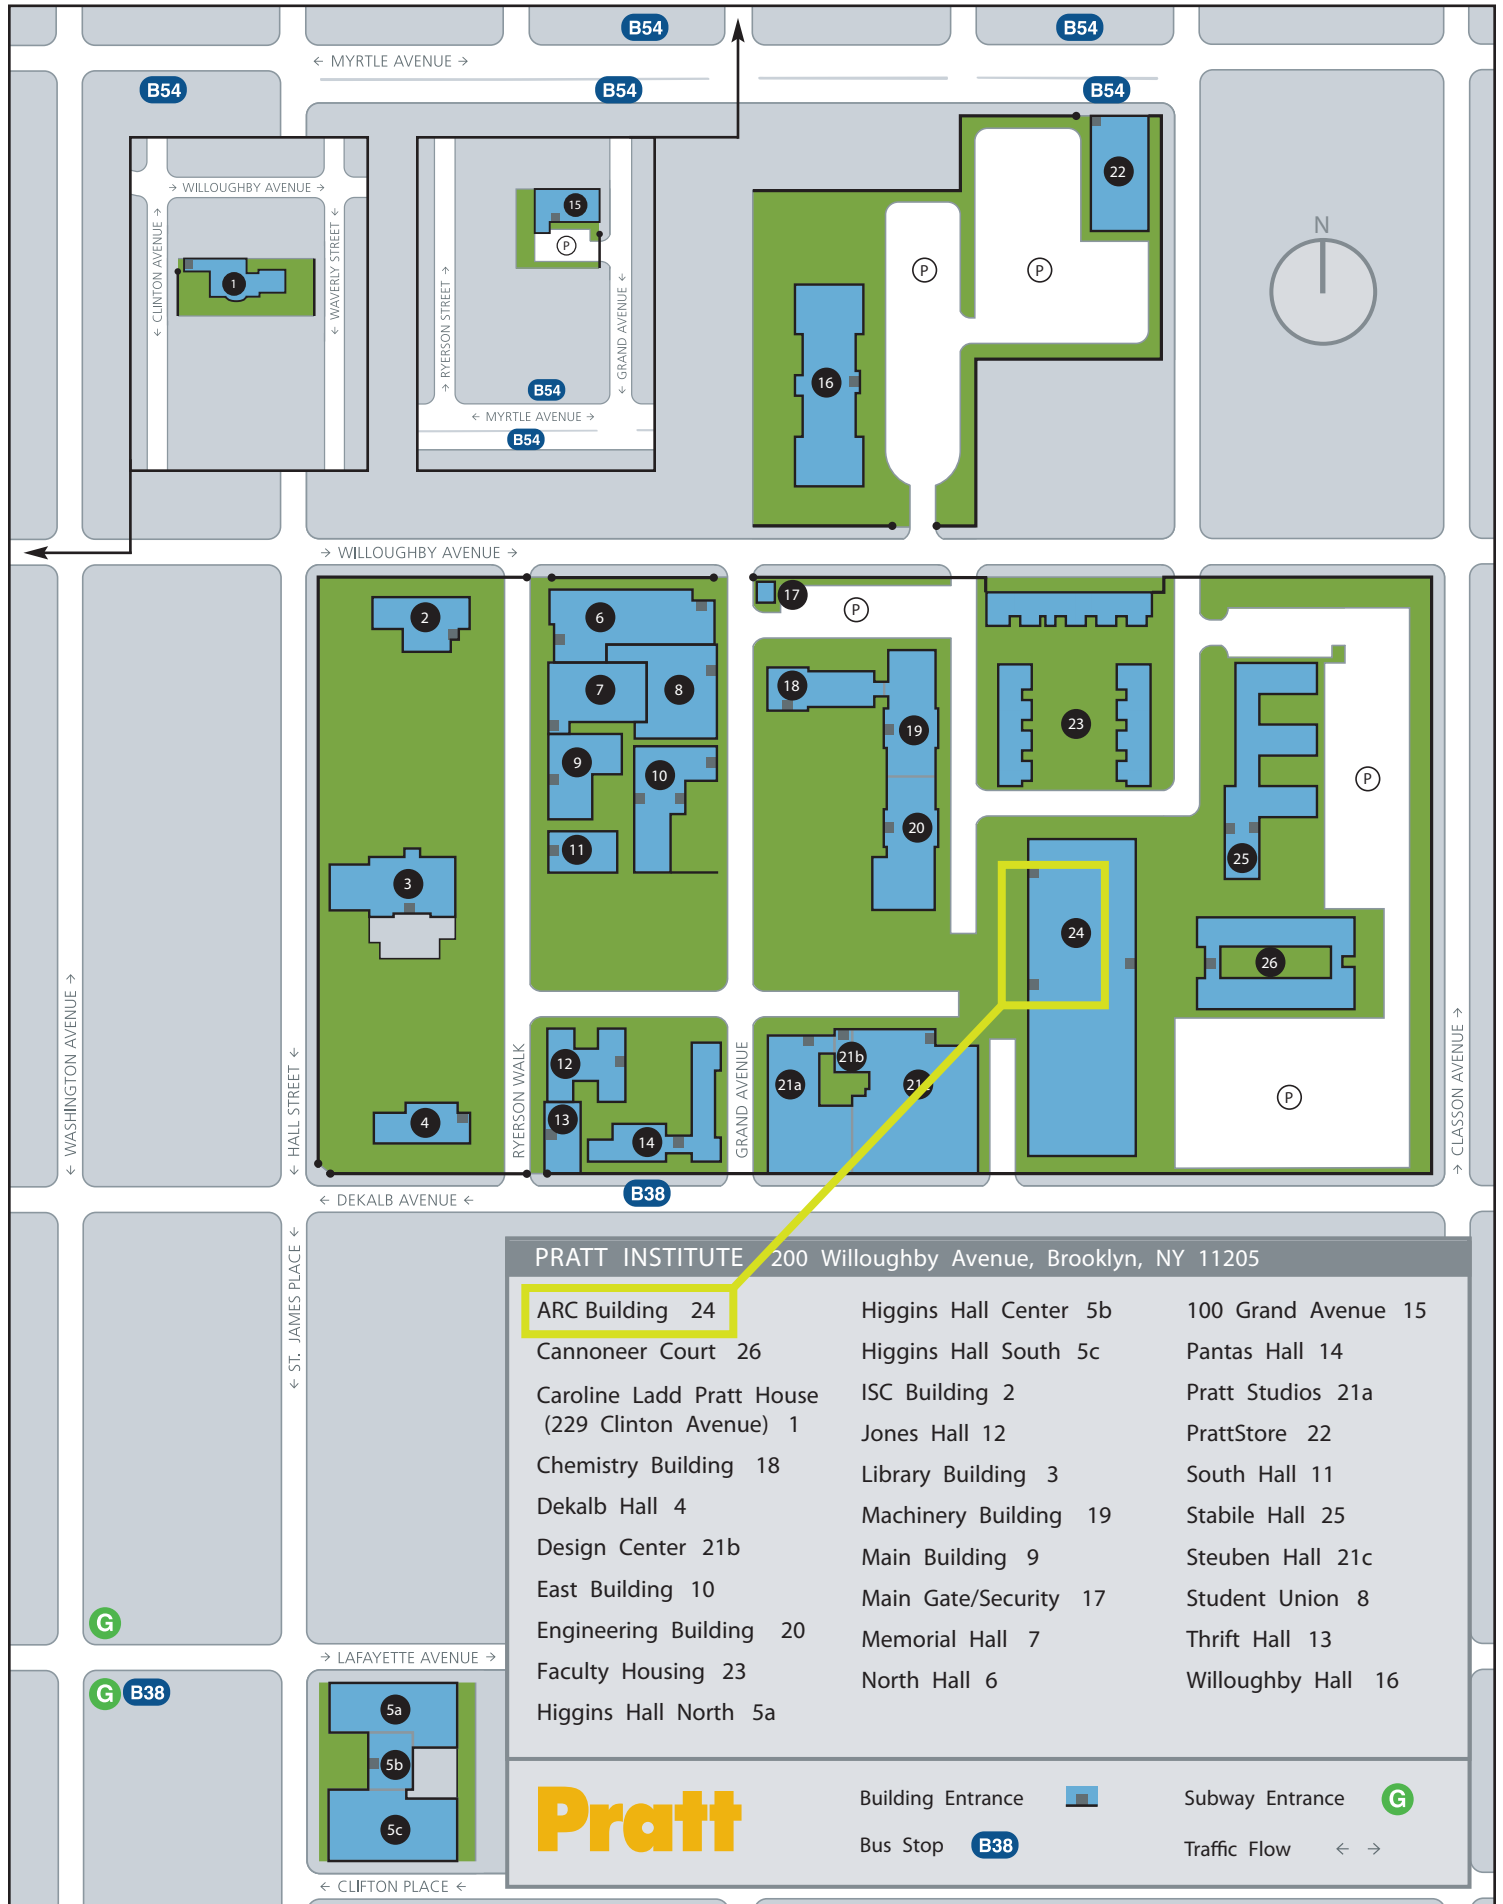 B54
B54
← MYRTLE AVENUE →
B54
B54
B54
→ WILLOUGHBY AVENUE →
← CLINTON AVENUE →
← WAVERLY STREET →
1
15
P
→ RYERSON STREET →
← GRAND AVENUE →
B54
← MYRTLE AVENUE →
B54
22
P
P
16
N
→ WILLOUGHBY AVENUE →
2
6
7
8
9
10
11
17
P
18
19
20
23
24
25
26
P
P
3
4
12
13
14
21a
21b
21c
← WASHINGTON AVENUE →
← HALL STREET ←
RYERSON WALK
GRAND AVENUE
→ CLASSON AVENUE →
← DEKALB AVENUE ←
B38
← ST. JAMES PLACE ←
PRATT INSTITUTE 200 Willoughby Avenue, Brooklyn, NY 11205
ARC Building 24
Cannoneer Court 26
Caroline Ladd Pratt House
(229 Clinton Avenue) 1
Chemistry Building 18
Dekalb Hall 4
Design Center 21b
East Building 10
Engineering Building 20
Faculty Housing 23
Higgins Hall North 5a
Higgins Hall Center 5b
Higgins Hall South 5c
ISC Building 2
Jones Hall 12
Library Building 3
Machinery Building 19
Main Building 9
Main Gate/Security 17
Memorial Hall 7
North Hall 6
100 Grand Avenue 15
Pantas Hall 14
Pratt Studios 21a
PrattStore 22
South Hall 11
Stabile Hall 25
Steuben Hall 21c
Student Union 8
Thrift Hall 13
Willoughby Hall 16
G
→ LAFAYETTE AVENUE →
G B38
5a
5b
5c
← CLIFTON PLACE ←
Pratt
Building Entrance
Bus Stop B38
Subway Entrance G
Traffic Flow ← →